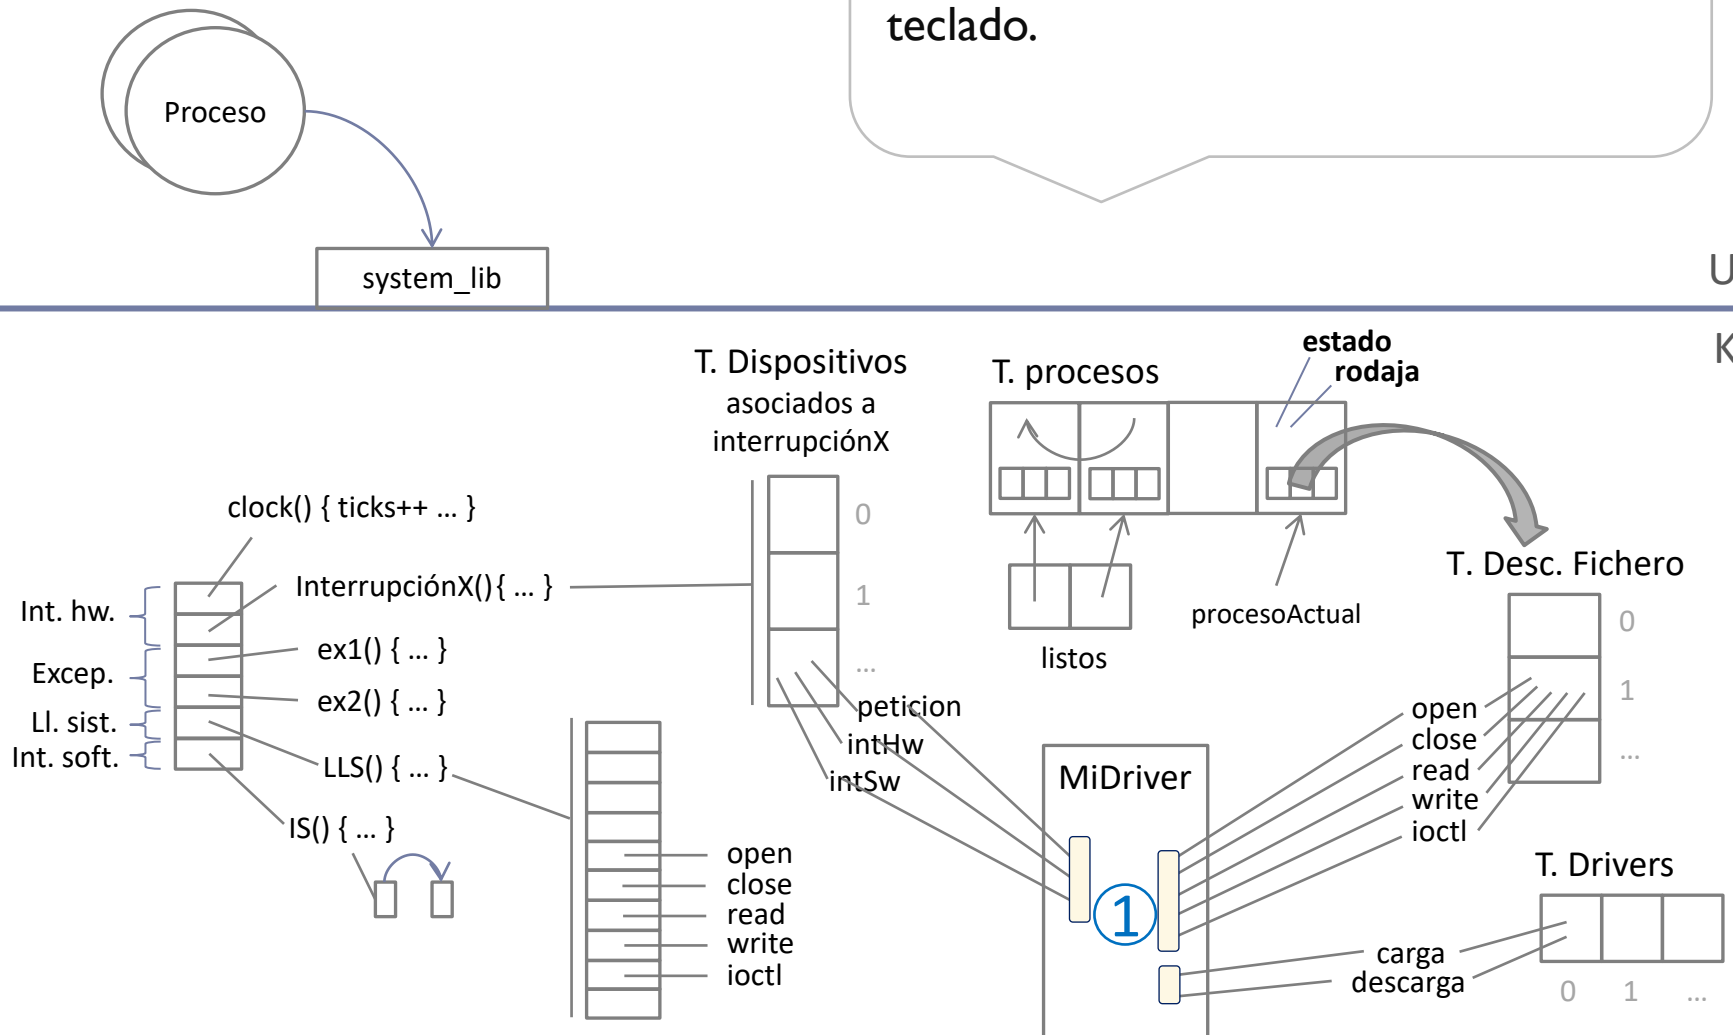 teclado.
Proceso
system_lib
U
K
T. Dispositivos
asociados a
interrupciónX
0
1
...
T. procesos
estado
rodaja
listos
procesoActual
T. Desc. Fichero
0
1
...
clock() { ticks++ ... }
InterrupciónX(){ ... }
ex1() { ... }
ex2() { ... }
LLS() { ... }
IS() { ... }
Int. hw.
Excep.
Ll. sist.
Int. soft.
open
close
read
write
ioctl
peticion
intHw
intSw
MiDriver
1
open
close
read
write
ioctl
T. Drivers
carga
descarga
0 1 ...